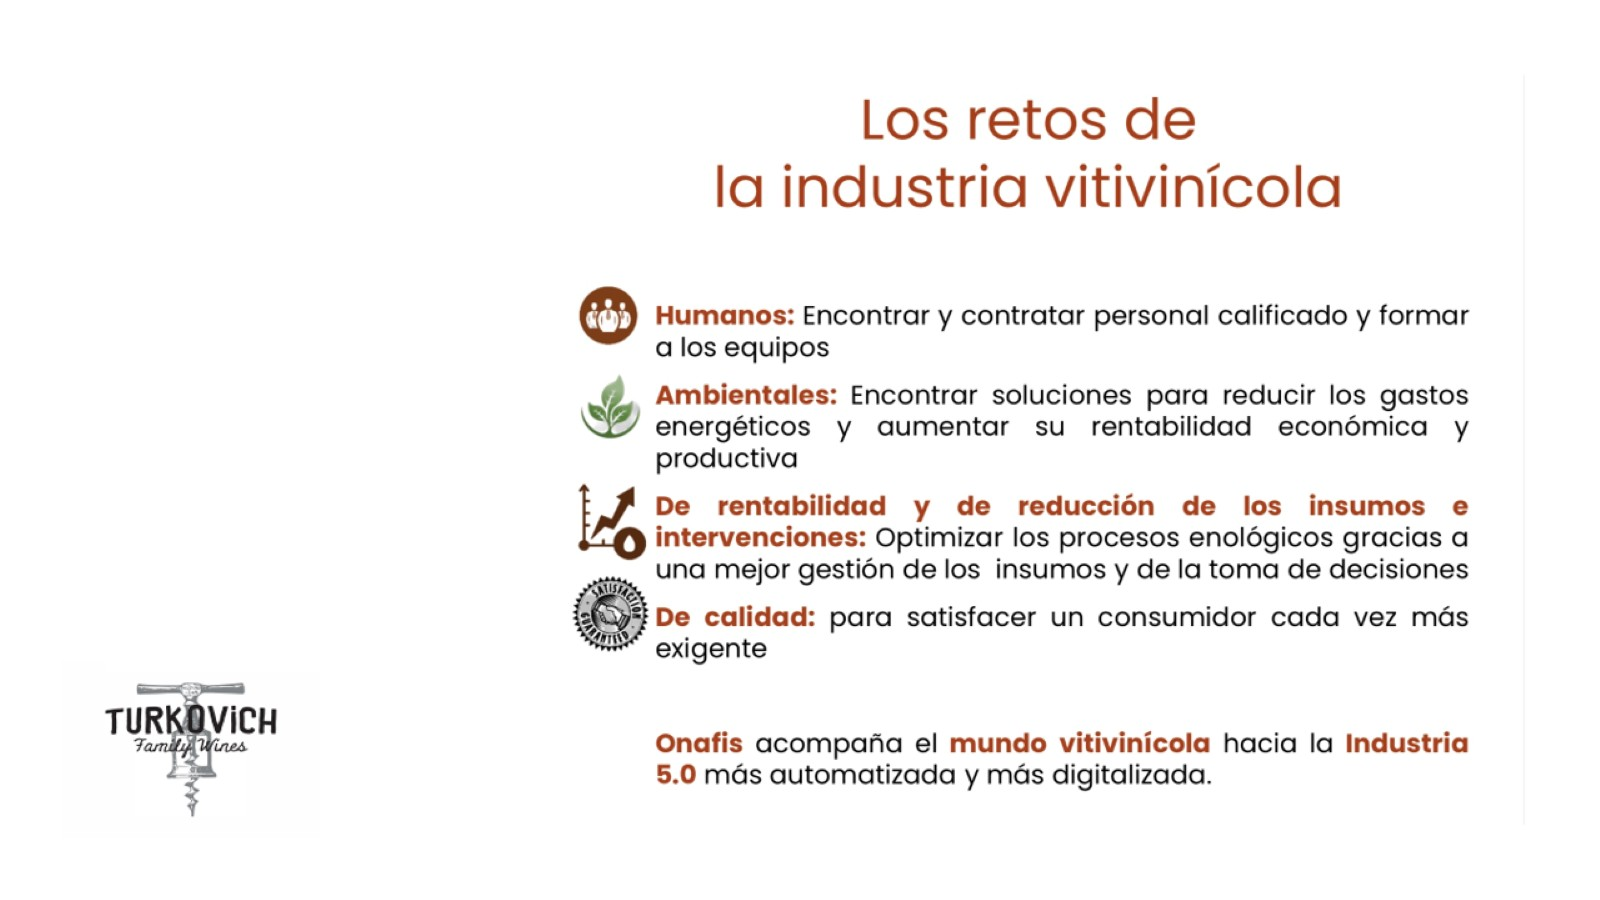 Los retos de
la industria vitivinícola
Humanos: Encontrar y contratar personal calificado y formar
a los equipos
Ambientales: Encontrar soluciones para reducir los gastos
energéticos y aumentar su rentabilidad económica y
productiva
De rentabilidad y de reducción de los insumos e
intervenciones: Optimizar los procesos enológicos gracias a
una mejor gestión de los insumos y de la toma de decisiones
SATISFACTION
GUARANTEED
De calidad: para satisfacer un consumidor cada vez más
exigente
TURKOViCH
Family Wines
Onafis acompaña el mundo vitivinícola hacia la Industria
5.0 más automatizada y más digitalizada.